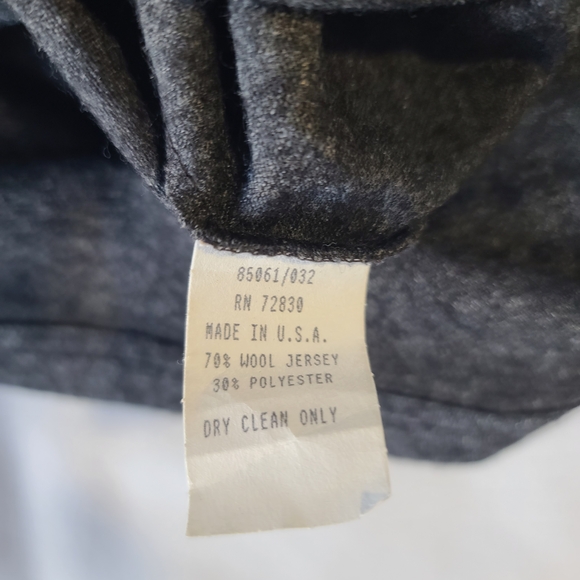 85061/032
RN 72830
MADE IN U.S.A.
70% WOOL JERSEY
30% POLYESTER
DRY CLEAN ONLY